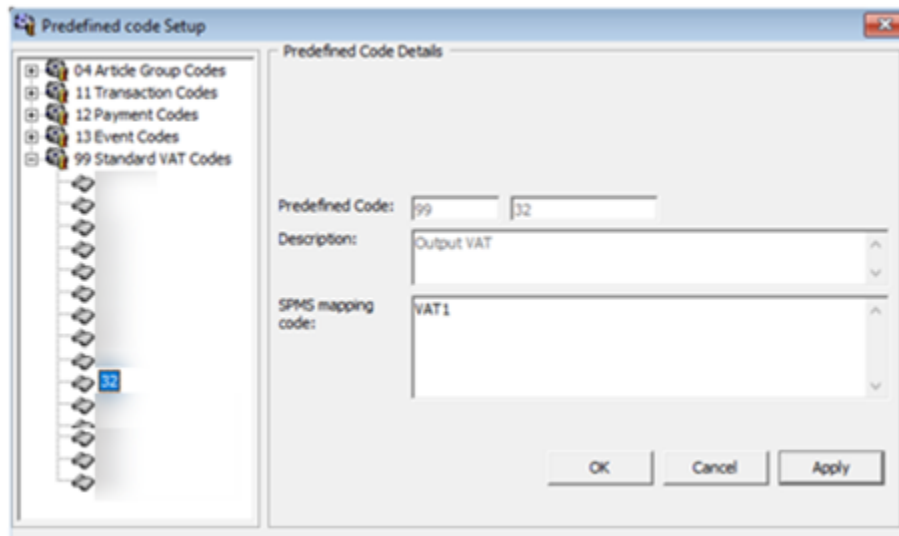 Predefined code Setup
Predefined Code Details
04 Article Group Codes
11 Transaction Codes
12 Payment Codes
13 Event Codes
99 Standard VAT Codes
32
Predefined Code: 99 32
Description: Output VAT
SPMS mapping
code: VAT1
OK Cancel Apply